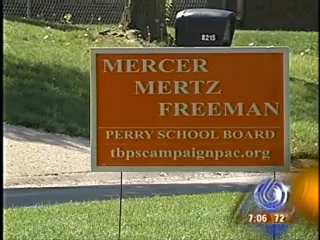 8215
MERCER
MERTZ
FREEMAN
PERRY SCHOOL BOARD
tbpscampaignpac.org
7:06 72°